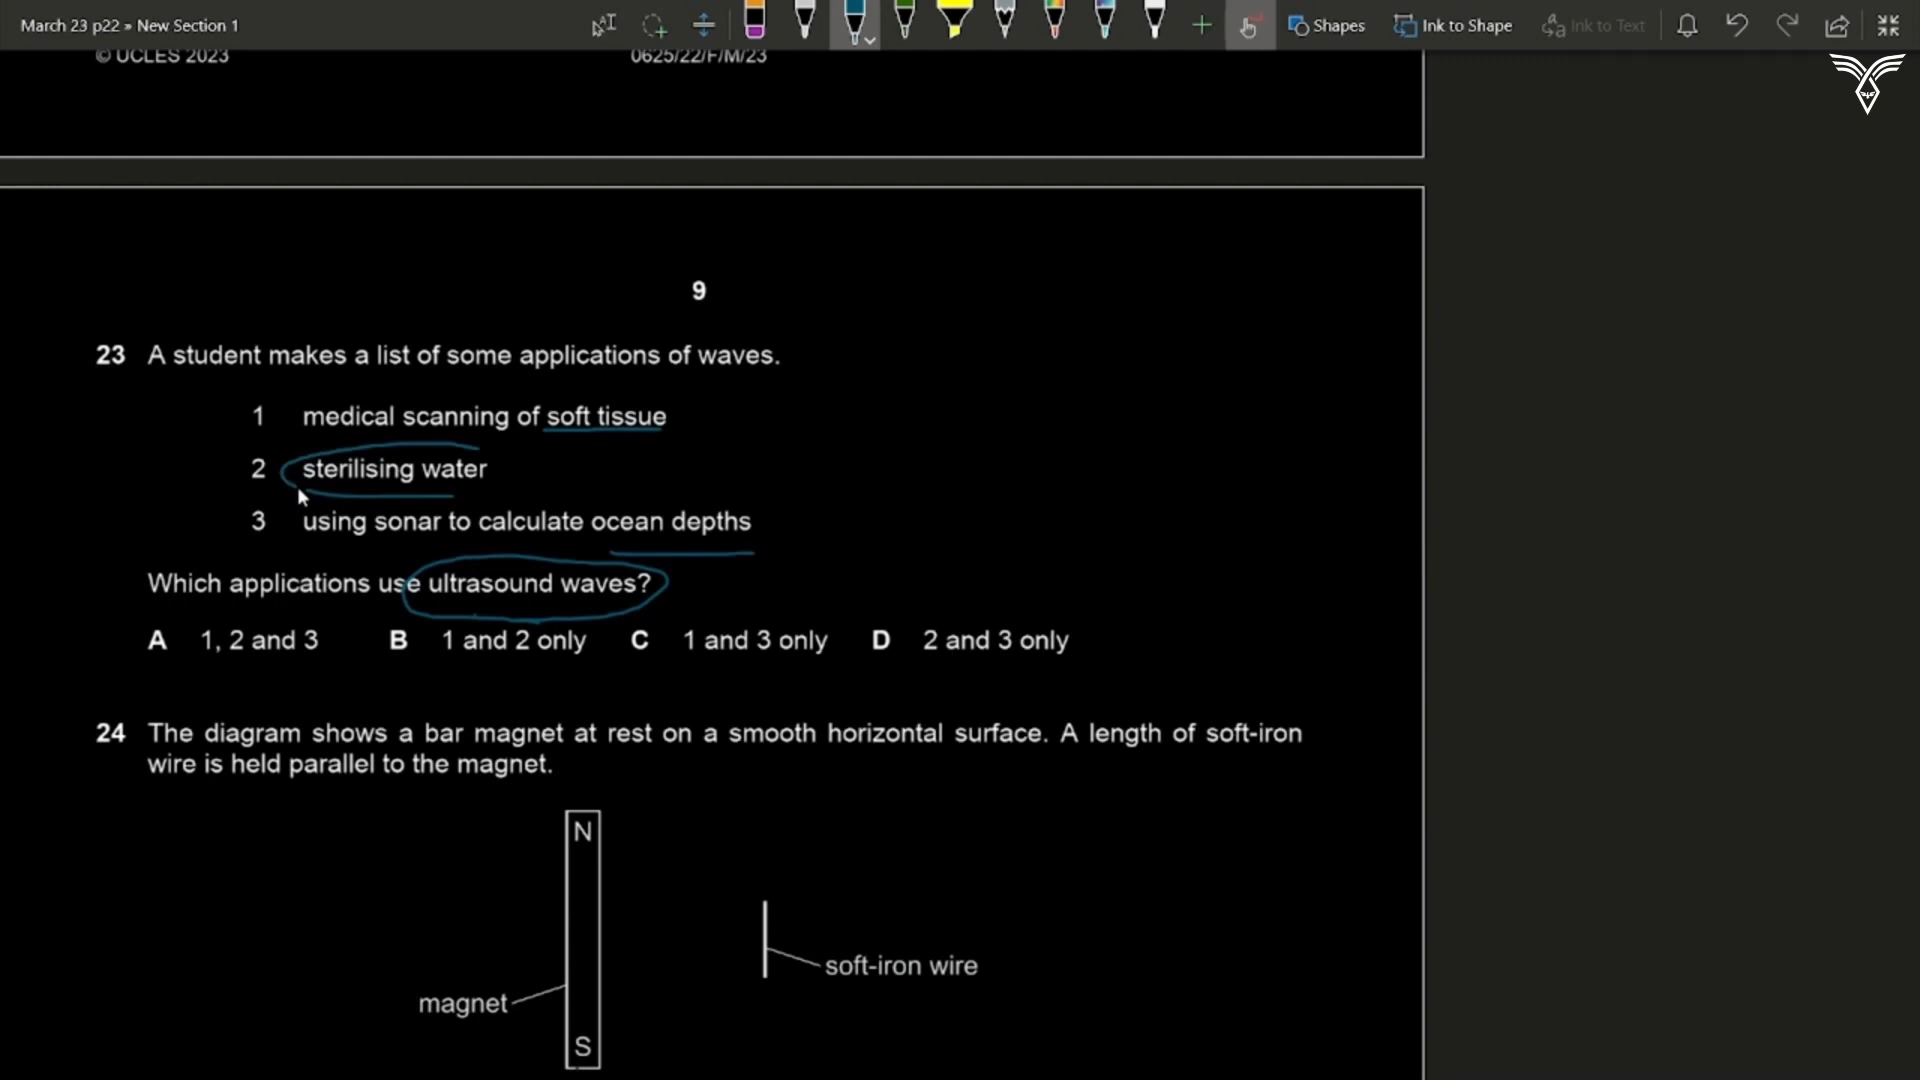 March 23 p22 » New Section 1
Shapes
Ink to Shape
Ink to Text
© UCLES 2023
0625/22/F/M/23
9
23 A student makes a list of some applications of waves.
1 medical scanning of soft tissue
2 sterilising water
3 using sonar to calculate ocean depths
Which applications use ultrasound waves?
A 1, 2 and 3 B 1 and 2 only C 1 and 3 only D 2 and 3 only
24 The diagram shows a bar magnet at rest on a smooth horizontal surface. A length of soft-iron
wire is held parallel to the magnet.
N
soft-iron wire
magnet
S